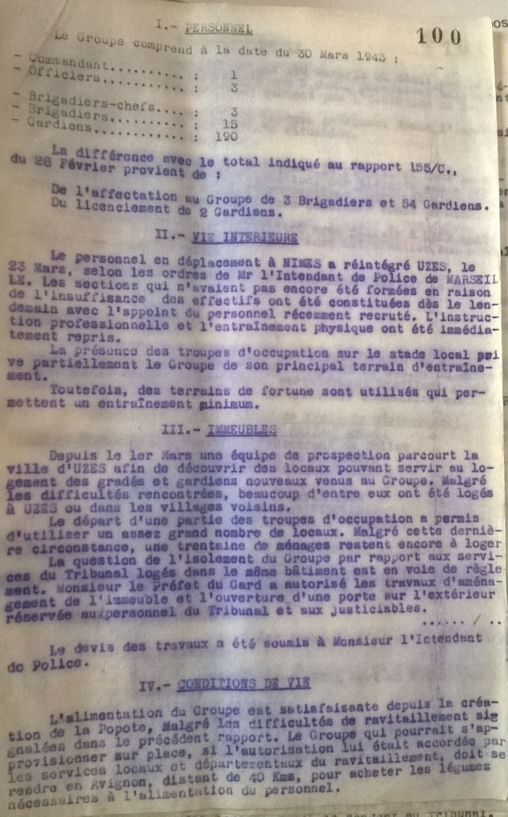 I.- PERSONNEL
100
Le Groupe comprend à la date du 30 Mars 1943 :
- Commandant.......... : 1
- Officiers........... : 3
- Brigadiers-chefs.... : 3
- Brigadiers.......... : 15
- Gardiens............ : 190
La différence avec le total indiqué au rapport 155/C.,
du 28 Février provient de :
De l'affectation au Groupe de 3 Brigadiers et 54 Gardiens.
Du licenciement de 2 Gardiens.
II.- VIE INTERIEURE
Le personnel en déplacement à NIMES a réintégré UZES, le
23 Mars, selon les ordres de Mr l'Intendant de Police de MARSEIL
LE. Les sections qui n'avaient pas encore été formées en raison
de l'insuffisance des effectifs ont été constituées dès le len-
demain avec l'appoint du personnel récemment recruté. L'instruc-
tion professionnelle et l'entraînement physique ont été immédia-
tement repris.
La présence des troupes d'occupation sur le stade local pri
ve partiellement le Groupe de son principal terrain d'entraîne-
ment.
Toutefois, des terrains de fortune sont utilisés qui per-
mettent un entraînement minimum.
III.- IMMEUBLES
Depuis le 1er Mars une équipe de prospection parcourt la
ville d'UZES afin de découvrir des locaux pouvant servir au lo-
gement des gradés et gardiens nouveaux venus au Groupe. Malgré
les difficultés rencontrées, beaucoup d'entre eux ont été logés
à UZES ou dans les villages voisins.
Le départ d'une partie des troupes d'occupation a permis
d'utiliser un assez grand nombre de locaux. Malgré cette derniè-
re circonstance, une trentaine de ménages restent encore à loger
La question de l'isolement du Groupe par rapport aux servi-
ces du Tribunal logés dans le même bâtiment est en voie de règle
ment. Monsieur le Préfet du Gard a autorisé les travaux d'aména-
gement de l'immeuble et l'ouverture d'une porte sur l'extérieur
réservée au personnel du Tribunal et aux justiciables.
...... / ..
Le devis des travaux a été soumis à Monsieur l'Intendant
de Police.
IV.- CONDITIONS DE VIE
L'alimentation du Groupe est satisfaisante depuis la créa-
tion de la Popote, malgré les difficultés de ravitaillement sig
gnalées dans le précédent rapport. Le Groupe qui pourrait s'ap-
provisionner sur place, si l'autorisation lui était accordée par
les services locaux et départementaux du ravitaillement, doit se
rendre en Avignon, distant de 40 Kms, pour acheter les légumes
nécessaires à l'alimentation du personnel.